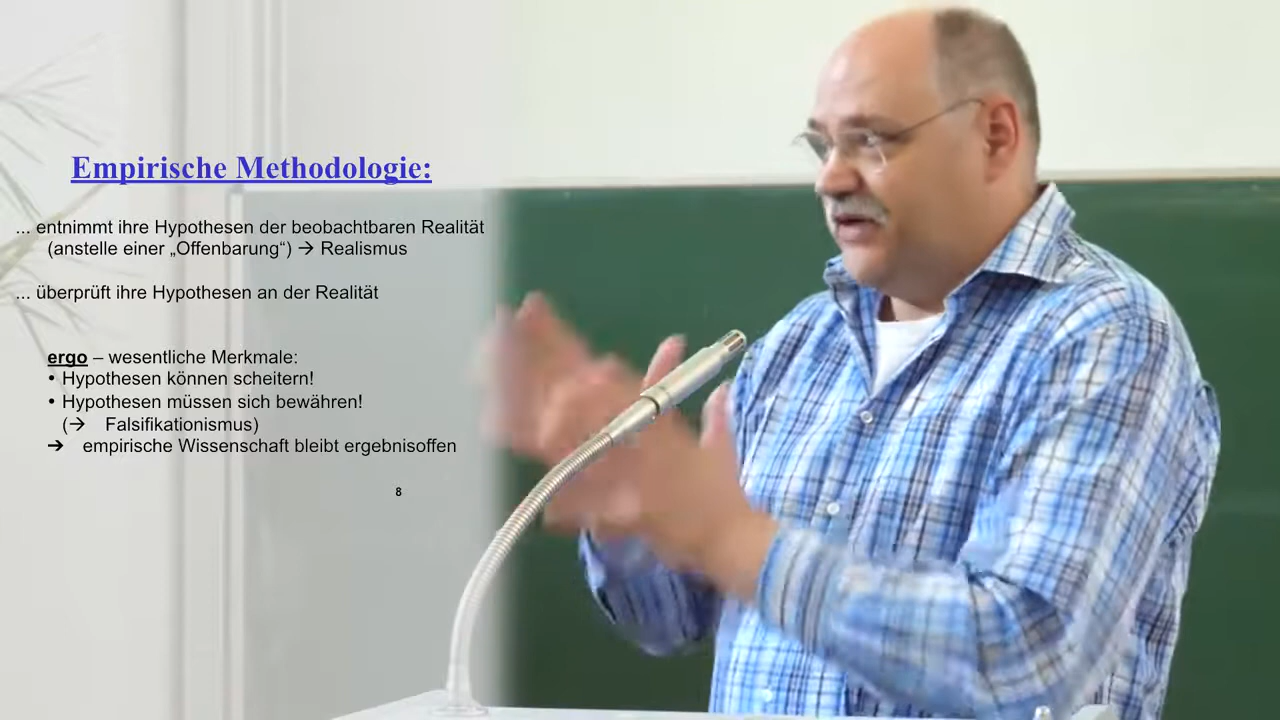 Empirische Methodologie:
... entnimmt ihre Hypothesen der beobachtbaren Realität
(anstelle einer „Offenbarung“) → Realismus
... überprüft ihre Hypothesen an der Realität
ergo – wesentliche Merkmale:
• Hypothesen können scheitern!
• Hypothesen müssen sich bewähren!
(→ Falsifikationismus)
➔ empirische Wissenschaft bleibt ergebnisoffen
8